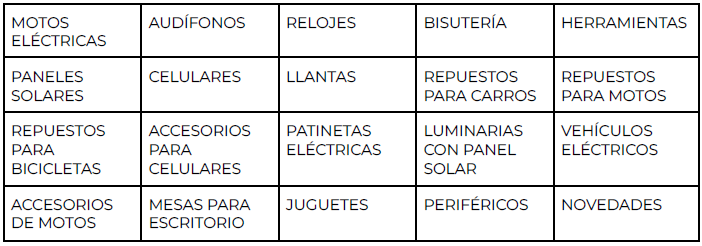 MOTOS
ELÉCTRICAS
AUDÍFONOS
RELOJES
BISUTERÍA
HERRAMIENTAS
PANELES
SOLARES
CELULARES
LLANTAS
REPUESTOS
PARA CARROS
REPUESTOS
PARA MOTOS
REPUESTOS
PARA
BICICLETAS
ACCESORIOS
PARA
CELULARES
PATINETAS
ELÉCTRICAS
LUMINARIAS
CON PANEL
SOLAR
VEHÍCULOS
ELÉCTRICOS
ACCESORIOS
DE MOTOS
MESAS PARA
ESCRITORIO
JUGUETES
PERIFÉRICOS
NOVEDADES